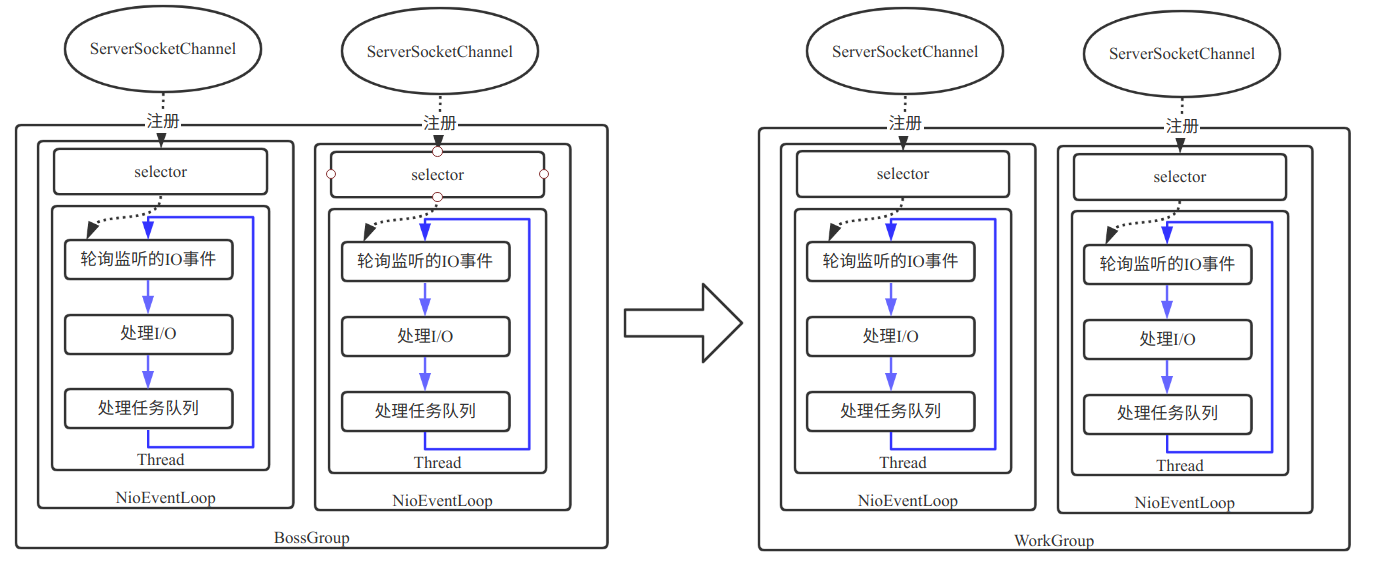 ServerSocketChannel
ServerSocketChannel
ServerSocketChannel
ServerSocketChannel
注册
注册
注册
注册
selector
selector
selector
selector
轮询监听的IO事件
轮询监听的IO事件
轮询监听的IO事件
轮询监听的IO事件
处理I/O
处理I/O
处理I/O
处理I/O
处理任务队列
处理任务队列
处理任务队列
处理任务队列
Thread
Thread
Thread
Thread
NioEventLoop
NioEventLoop
NioEventLoop
NioEventLoop
BossGroup
WorkGroup